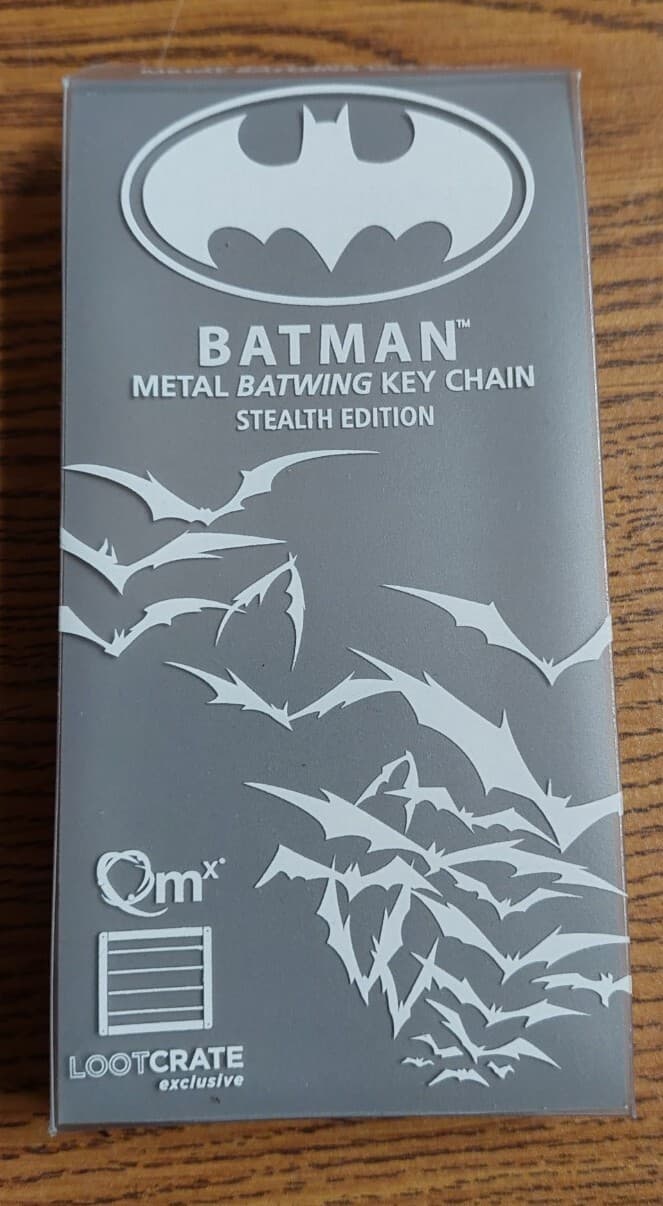 BATMAN™
METAL BATWING KEY CHAIN
STEALTH EDITION
Qmx
LOOTCRATE
exclusive